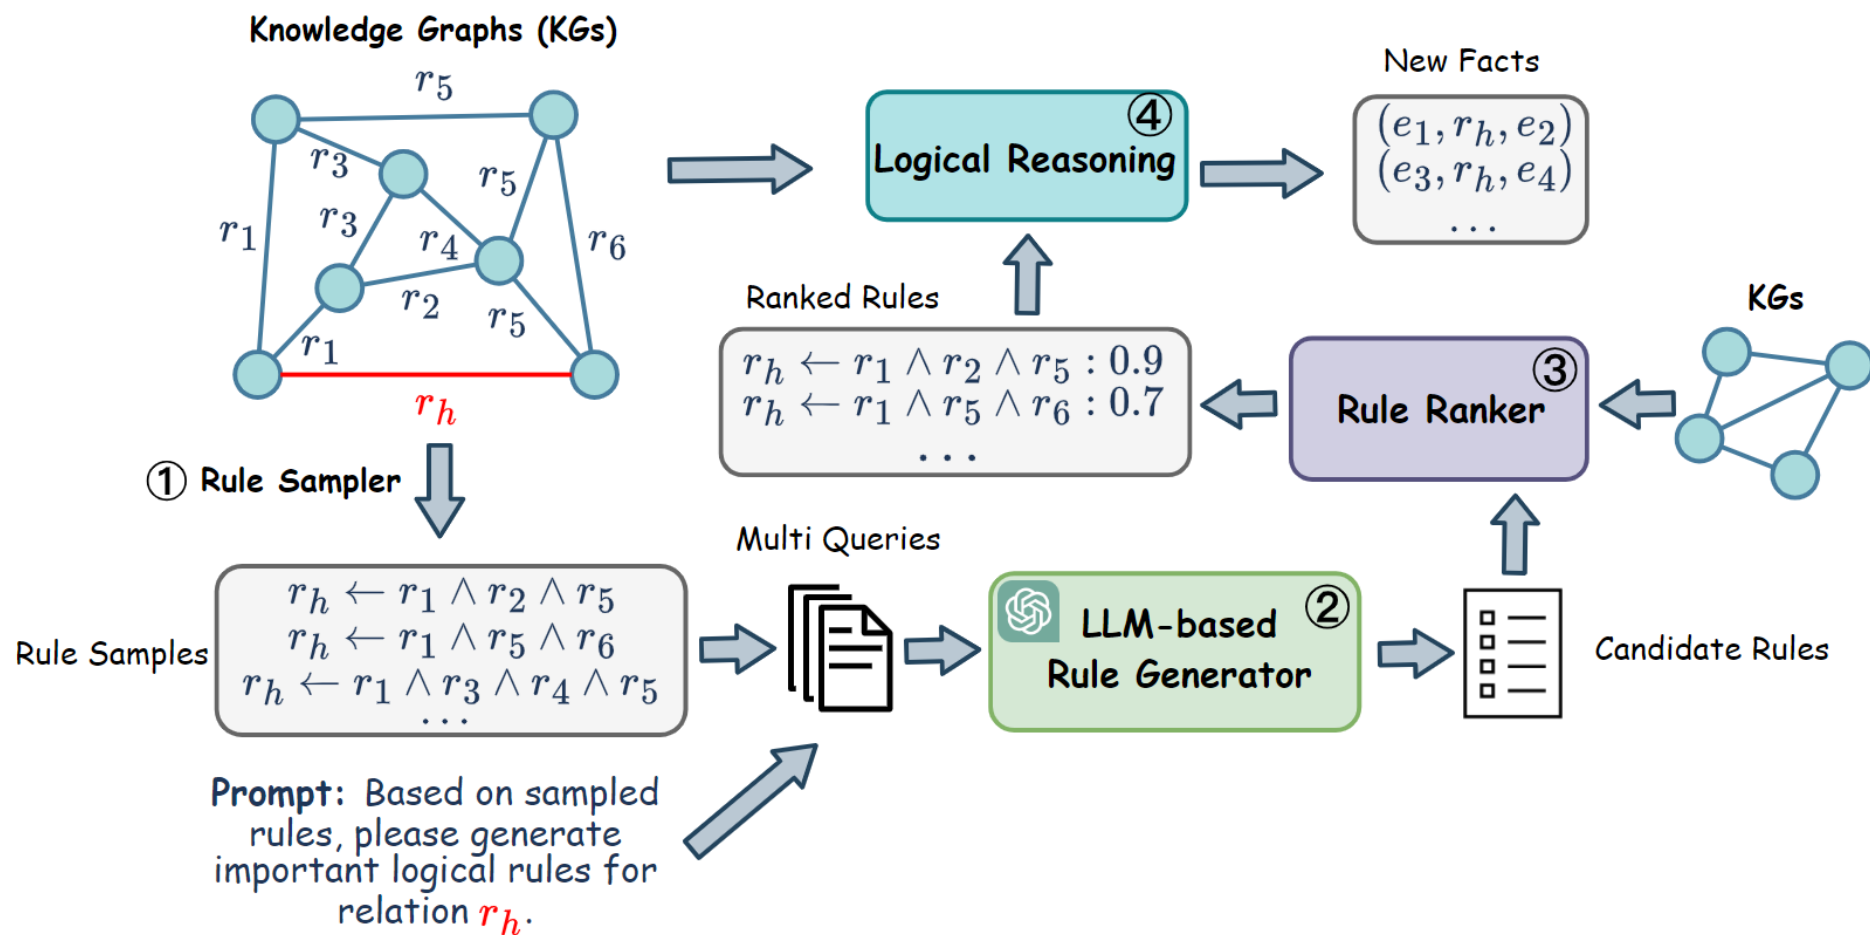 Knowledge Graphs (KGs)
r5
r3
r5
r1
r3
r4
r6
r2
r5
r1
rh
① Rule Sampler
Rule Samples
rh ← r1 ∧ r2 ∧ r5
rh ← r1 ∧ r5 ∧ r6
rh ← r1 ∧ r3 ∧ r4 ∧ r5
...
Prompt: Based on sampled
rules, please generate
important logical rules for
relation rh.
Multi Queries
②
LLM-based
Rule Generator
Candidate Rules
KGs
③
Rule Ranker
Ranked Rules
rh ← r1 ∧ r2 ∧ r5 : 0.9
rh ← r1 ∧ r5 ∧ r6 : 0.7
...
④
Logical Reasoning
New Facts
(e1, rh, e2)
(e3, rh, e4)
...